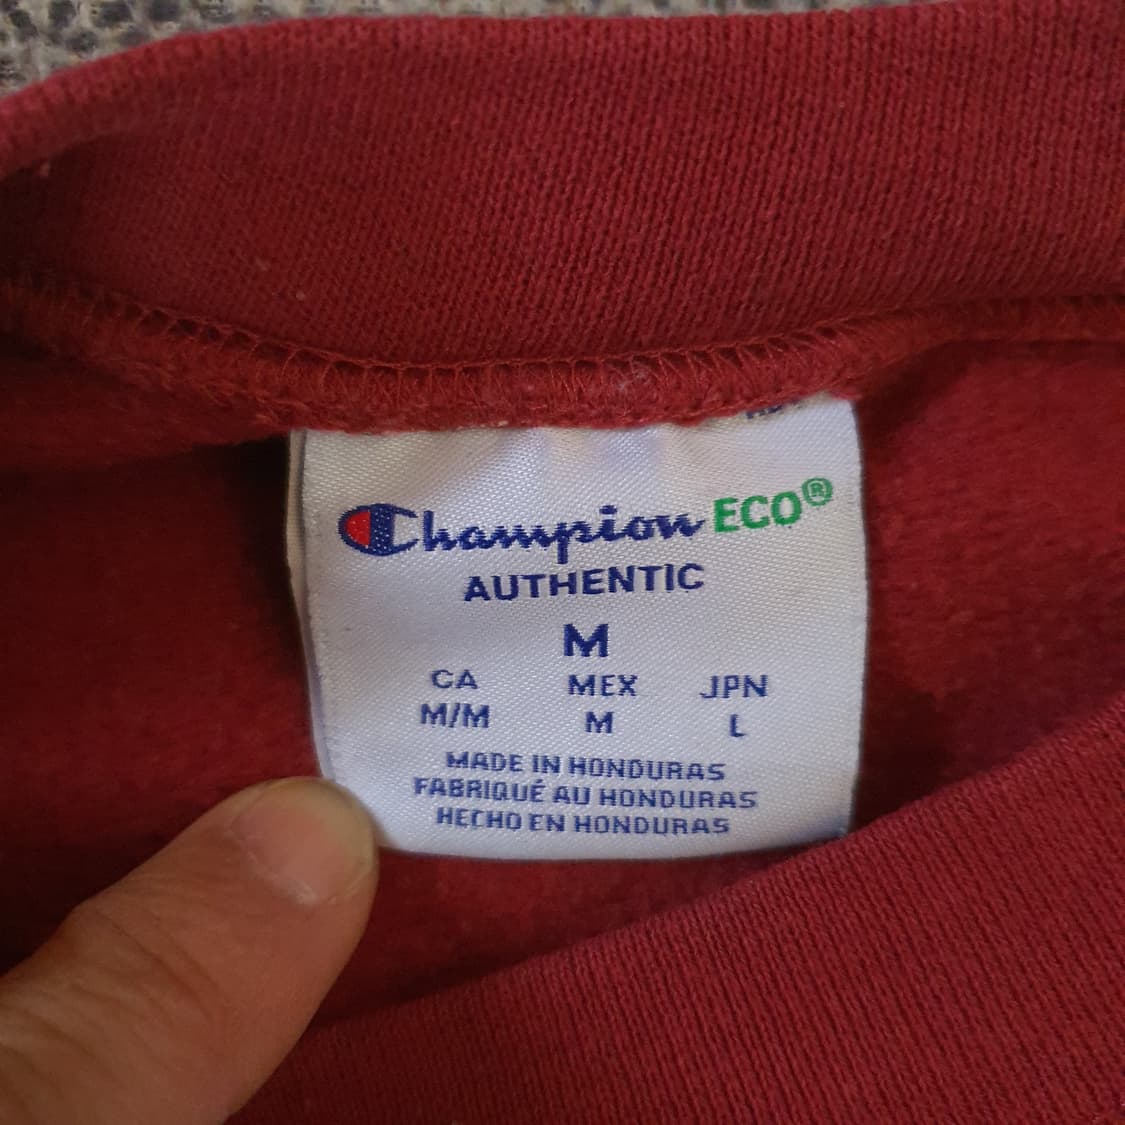 Champion ECO®
AUTHENTIC
M
CA MEX JPN
M/M M L
MADE IN HONDURAS
FABRIQUÉ AU HONDURAS
HECHO EN HONDURAS